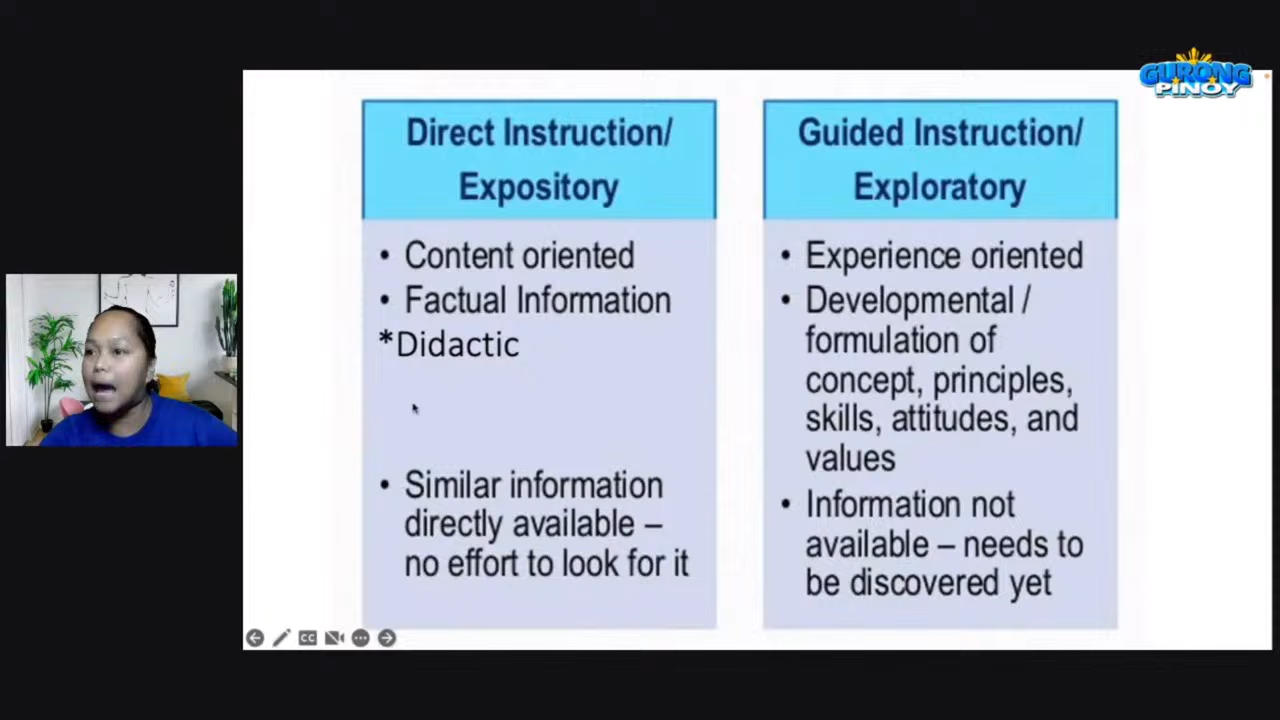 GURONG
PINOY
Direct Instruction/
Expository
• Content oriented
• Factual Information
*Didactic
• Similar information
directly available –
no effort to look for it
Guided Instruction/
Exploratory
• Experience oriented
• Developmental /
formulation of
concept, principles,
skills, attitudes, and
values
• Information not
available – needs to
be discovered yet
CC